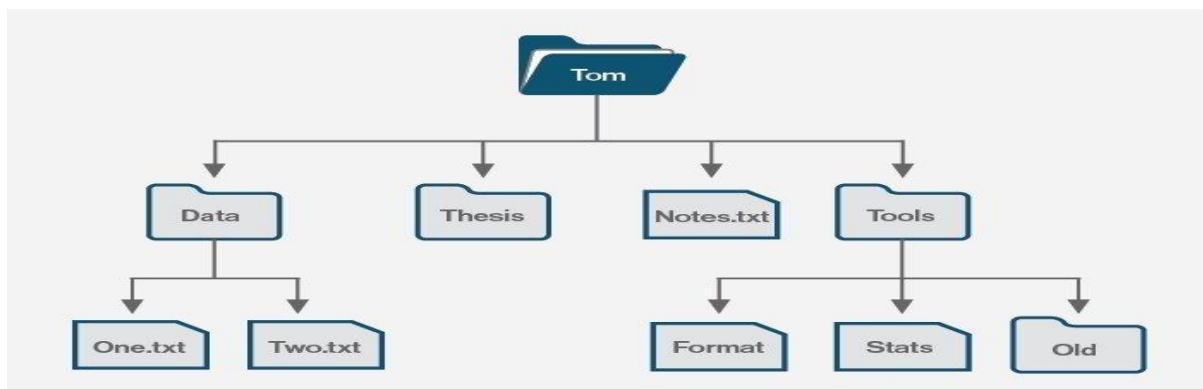 Tom
Data
Thesis
Notes.txt
Tools
One.txt
Two.txt
Format
Stats
Old